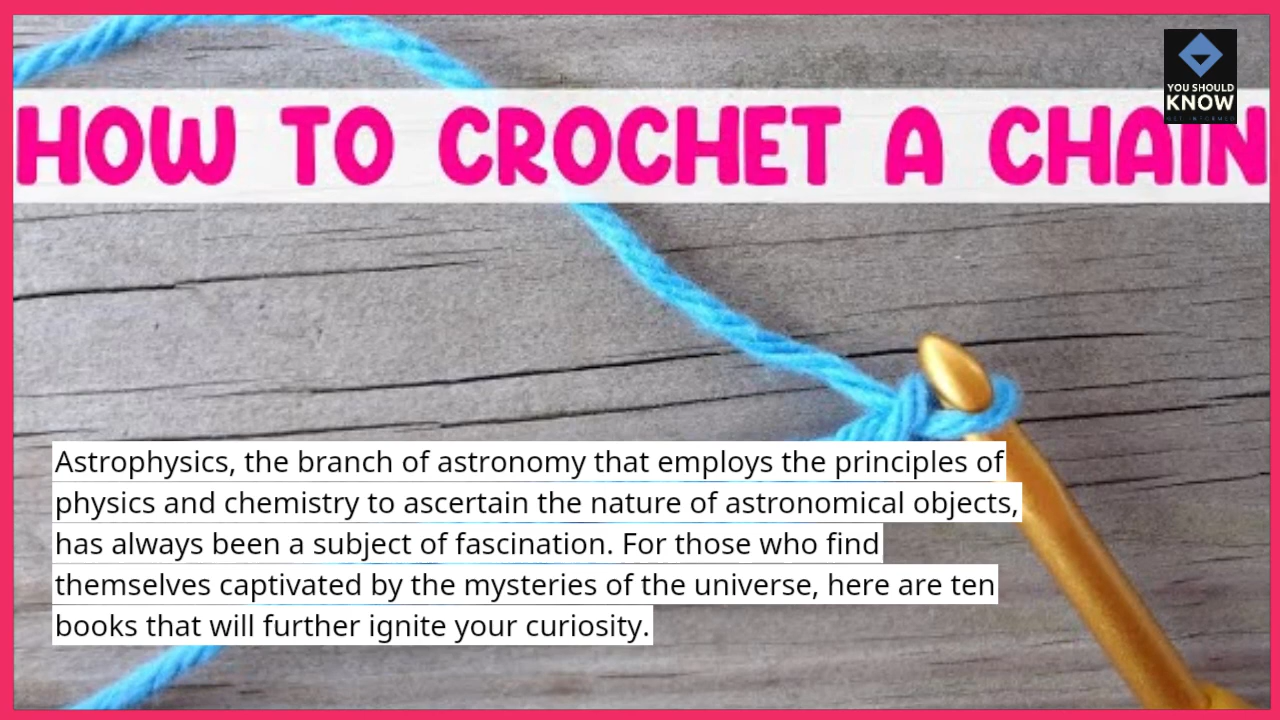 YOU SHOULD
KNOW
GET INFORMED
HOW TO CROCHET A CHAIN
Astrophysics, the branch of astronomy that employs the principles of
physics and chemistry to ascertain the nature of astronomical objects,
has always been a subject of fascination. For those who find
themselves captivated by the mysteries of the universe, here are ten
books that will further ignite your curiosity.